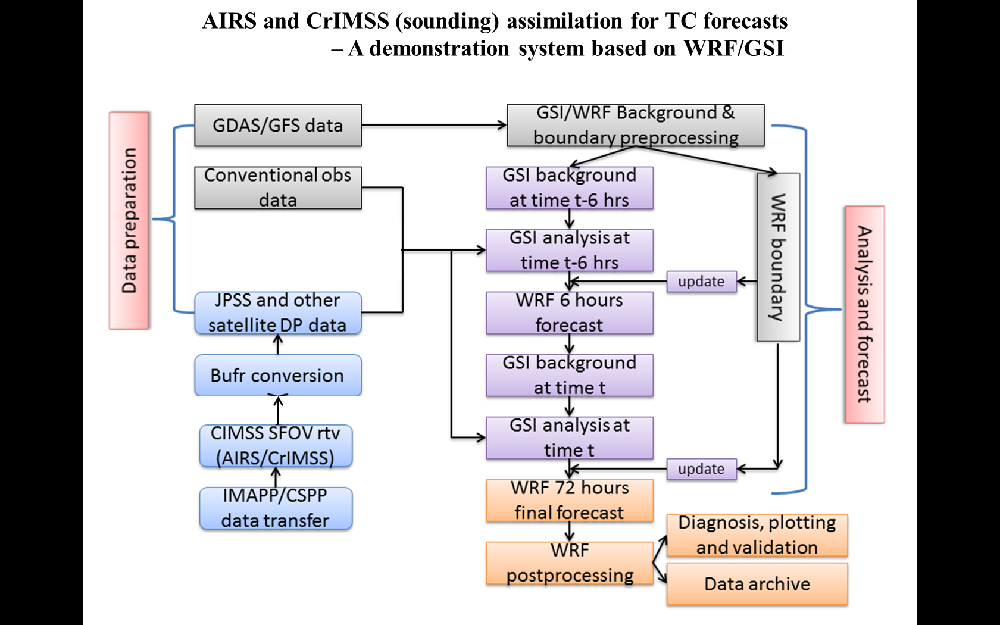 AIRS and CrIMSS (sounding) assimilation for TC forecasts
– A demonstration system based on WRF/GSI
Data preparation
GDAS/GFS data
Conventional obs
data
JPSS and other
satellite DP data
Bufr conversion
CIMSS SFOV rtv
(AIRS/CrIMSS)
IMAPP/CSPP
data transfer
GSI/WRF Background &
boundary preprocessing
GSI background
at time t-6 hrs
GSI analysis at
time t-6 hrs
update
WRF 6 hours
forecast
GSI background
at time t
GSI analysis at
time t
update
WRF 72 hours
final forecast
WRF
postprocessing
Diagnosis, plotting
and validation
Data archive
WRF boundary
Analysis and forecast